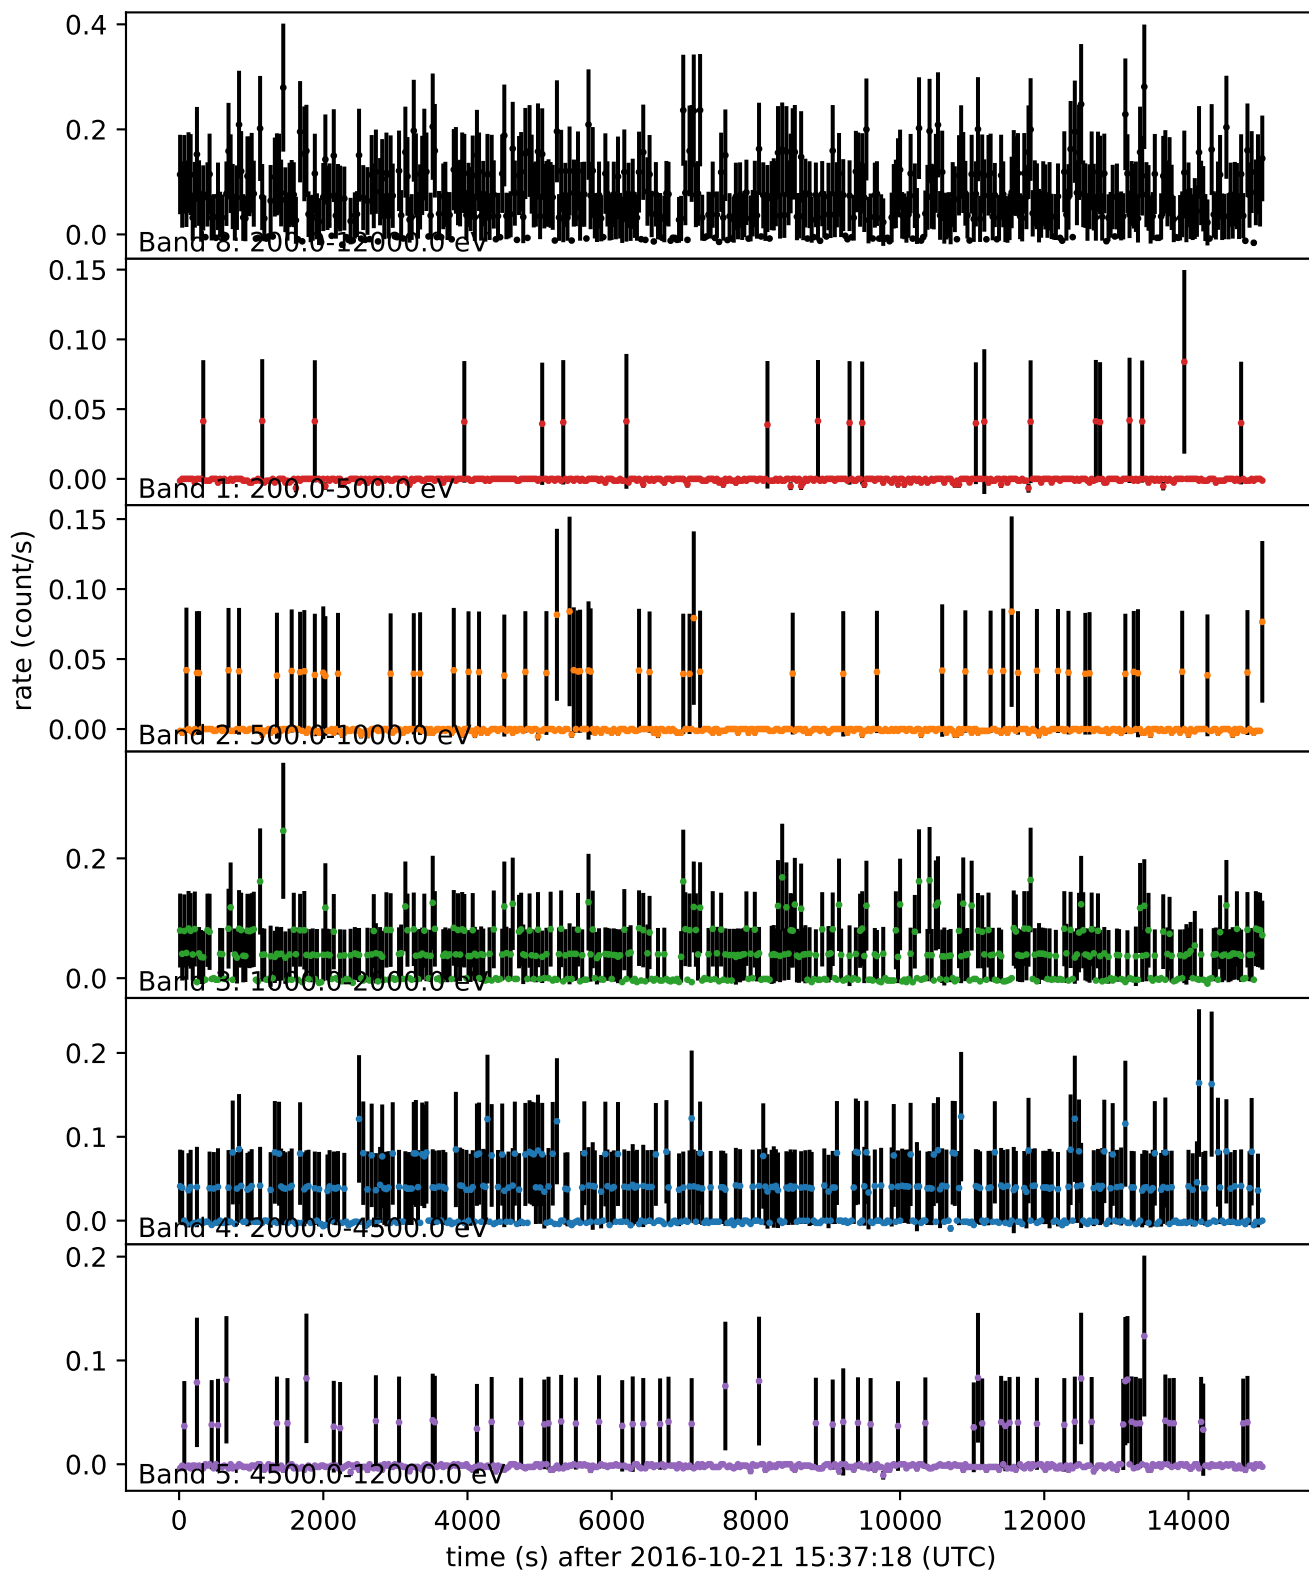 0.4
0.2
0.0
Band 8: 200.0-12000.0 eV
0.15
0.10
0.05
0.00
Band 1: 200.0-500.0 eV
0.15
0.10
0.05
0.00
Band 2: 500.0-1000.0 eV
rate (count/s)
0.2
0.0
Band 3: 1000.0-2000.0 eV
0.2
0.1
0.0
Band 4: 2000.0-4500.0 eV
0.2
0.1
0.0
Band 5: 4500.0-12000.0 eV
0 2000 4000 6000 8000 10000 12000 14000
time (s) after 2016-10-21 15:37:18 (UTC)